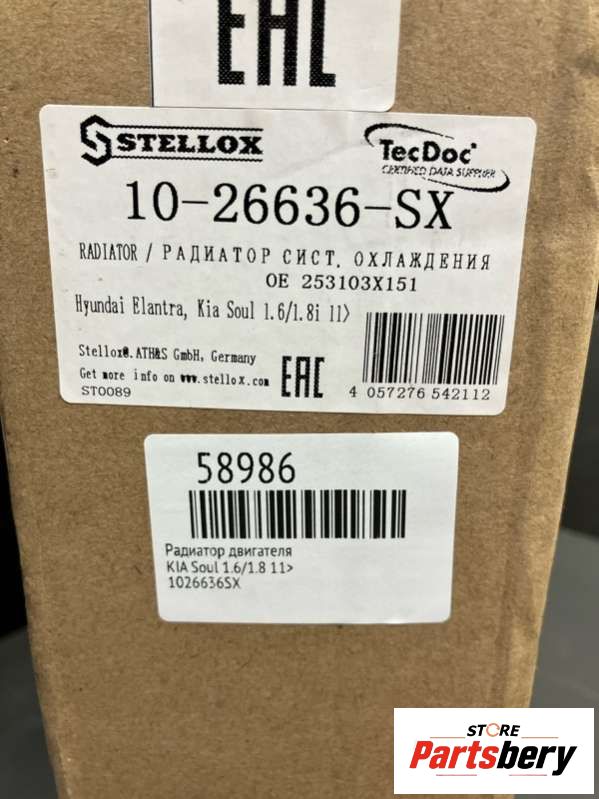 EAC
STELLOX
TecDoc
CERTIFIED DATA SUPPLIER
10-26636-SX
RADIATOR / РАДИАТОР СИСТ. ОХЛАЖДЕНИЯ
OE 253103X151
Hyundai Elantra, Kia Soul 1.6/1.8i 11>
Stellox®.ATH&S GmbH, Germany
Get more info on www.stellox.com
ST0089
EAC
4 057276 542112
58986
Радиатор двигателя
KIA Soul 1.6/1.8 11>
1026636SX
STORE
Partsbery